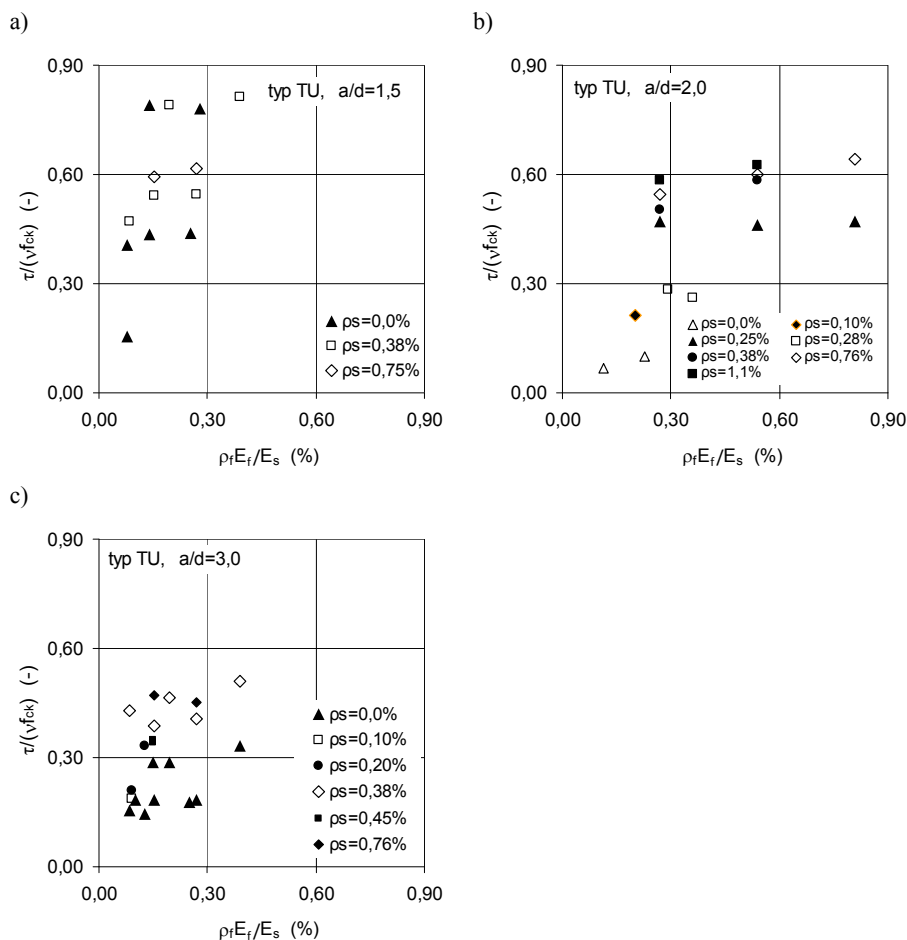 a)
0,90
typ TU, a/d=1,5
0,60
τ/(νfck) (-)
0,30
▲ ρs=0,0%
□ ρs=0,38%
◇ ρs=0,75%
0,00
0,00 0,30 0,60 0,90
ρfEf/Es (%)
b)
0,90
typ TU, a/d=2,0
0,60
τ/(νfck) (-)
0,30
△ ρs=0,0% ◆ ρs=0,10%
▲ ρs=0,25% □ ρs=0,28%
● ρs=0,38% ◇ ρs=0,76%
■ ρs=1,1%
0,00
0,00 0,30 0,60 0,90
ρfEf/Es (%)
c)
0,90
typ TU, a/d=3,0
0,60
τ/(νfck) (-)
0,30
▲ ρs=0,0%
□ ρs=0,10%
● ρs=0,20%
◇ ρs=0,38%
■ ρs=0,45%
◆ ρs=0,76%
0,00
0,00 0,30 0,60 0,90
ρfEf/Es (%)